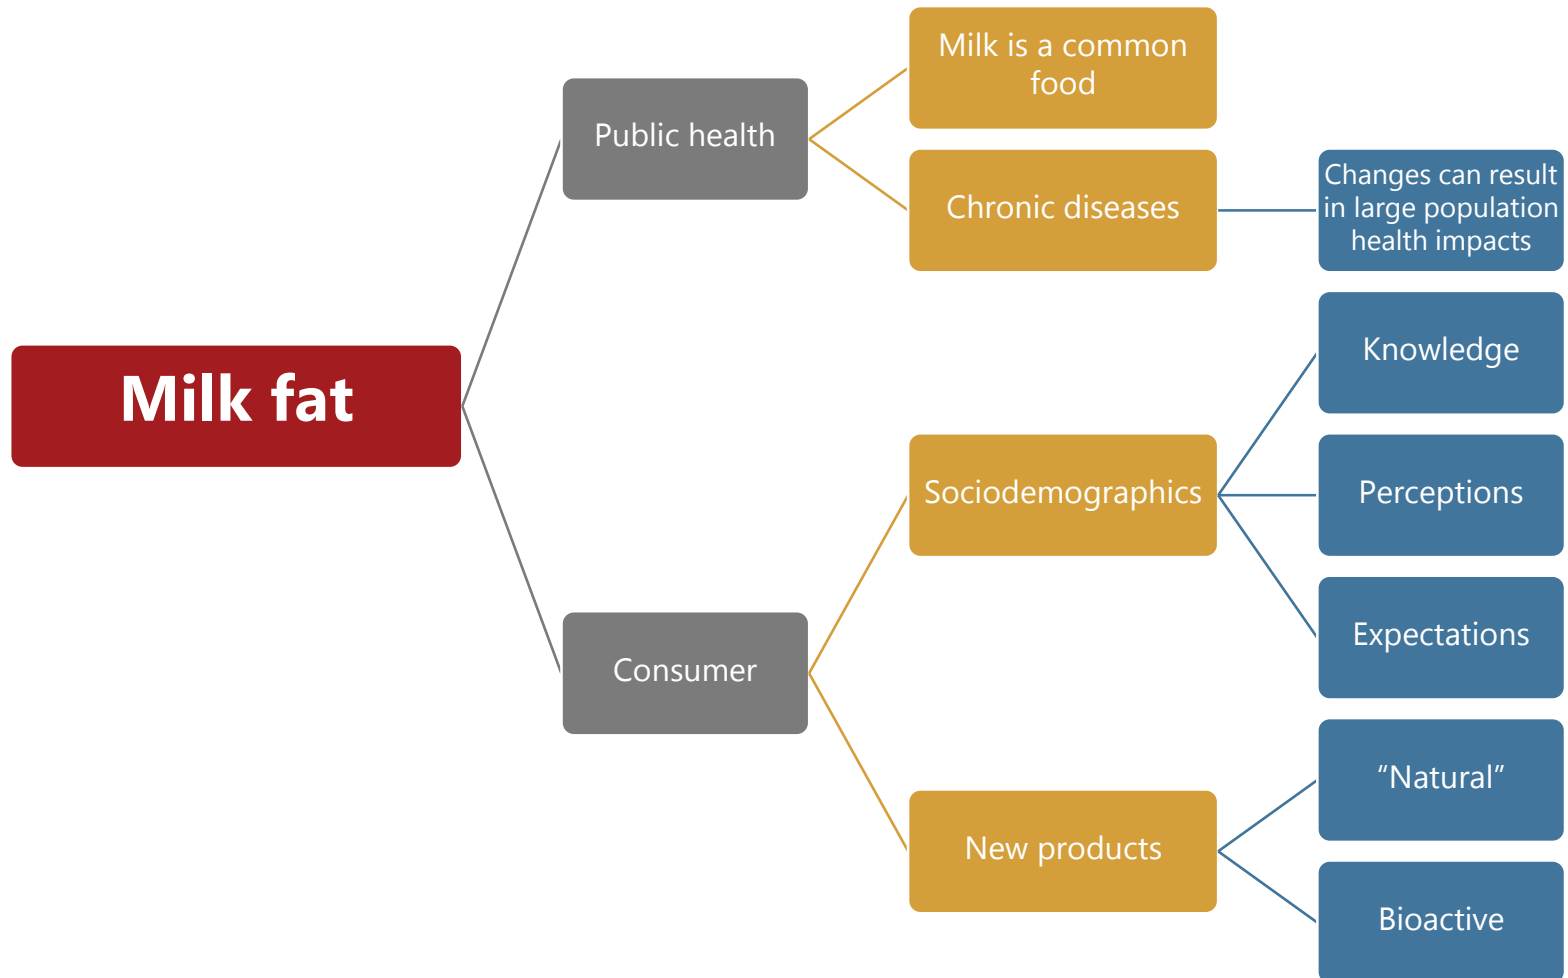 Milk fat
Public health
Milk is a common
food
Chronic diseases
Changes can result
in large population
health impacts
Consumer
Sociodemographics
Knowledge
Perceptions
Expectations
New products
“Natural”
Bioactive